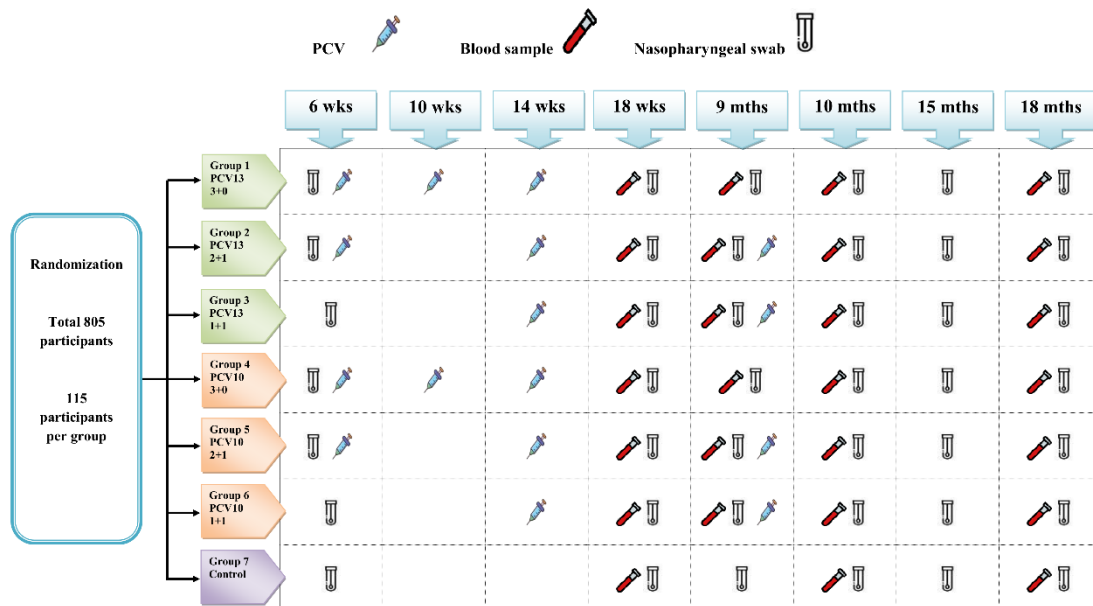 PCV
Blood sample
Nasopharyngeal swab
6 wks
10 wks
14 wks
18 wks
9 mths
10 mths
15 mths
18 mths
Randomization
Total 805
participants
115
participants
per group
Group 1
PCV13
3+0
Group 2
PCV13
2+1
Group 3
PCV13
1+1
Group 4
PCV10
3+0
Group 5
PCV10
2+1
Group 6
PCV10
1+1
Group 7
Control